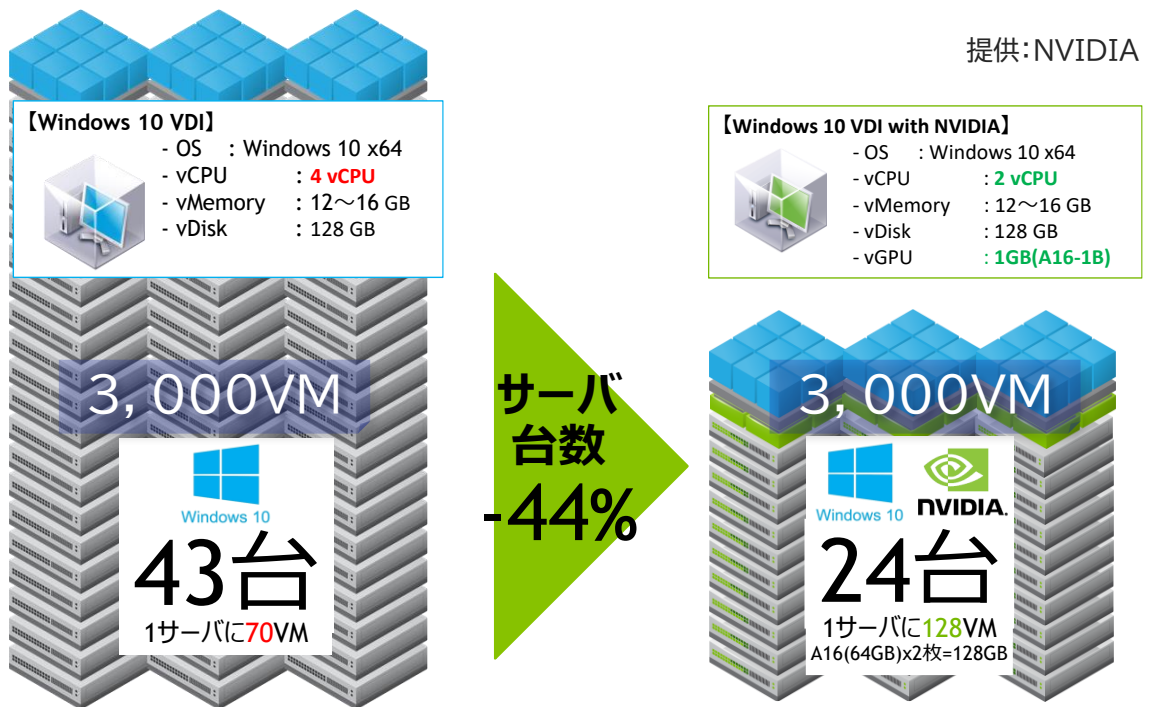 提供：NVIDIA
【Windows 10 VDI】
- OS : Windows 10 x64
- vCPU : 4 vCPU
- vMemory : 12～16 GB
- vDisk : 128 GB
3, 000VM
Windows 10
43台
1サーバに70VM
サーバ
台数
-44%
【Windows 10 VDI with NVIDIA】
- OS : Windows 10 x64
- vCPU : 2 vCPU
- vMemory : 12～16 GB
- vDisk : 128 GB
- vGPU : 1GB(A16-1B)
3, 000VM
Windows 10
NVIDIA.
24台
1サーバに128VM
A16(64GB)x2枚=128GB